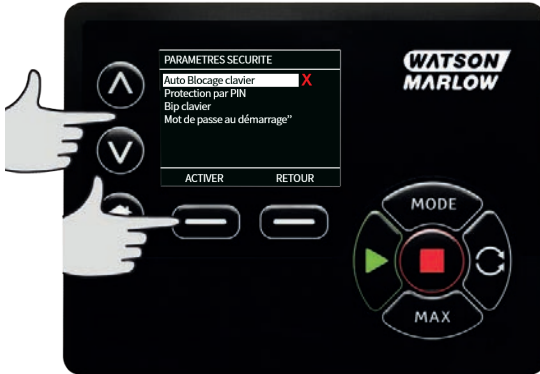 PARAMETRES SECURITE
Auto Blocage clavier X
Protection par PIN
Bip clavier
Mot de passe au démarrage”
ACTIVER RETOUR
WATSON
MARLOW
MODE
MAX